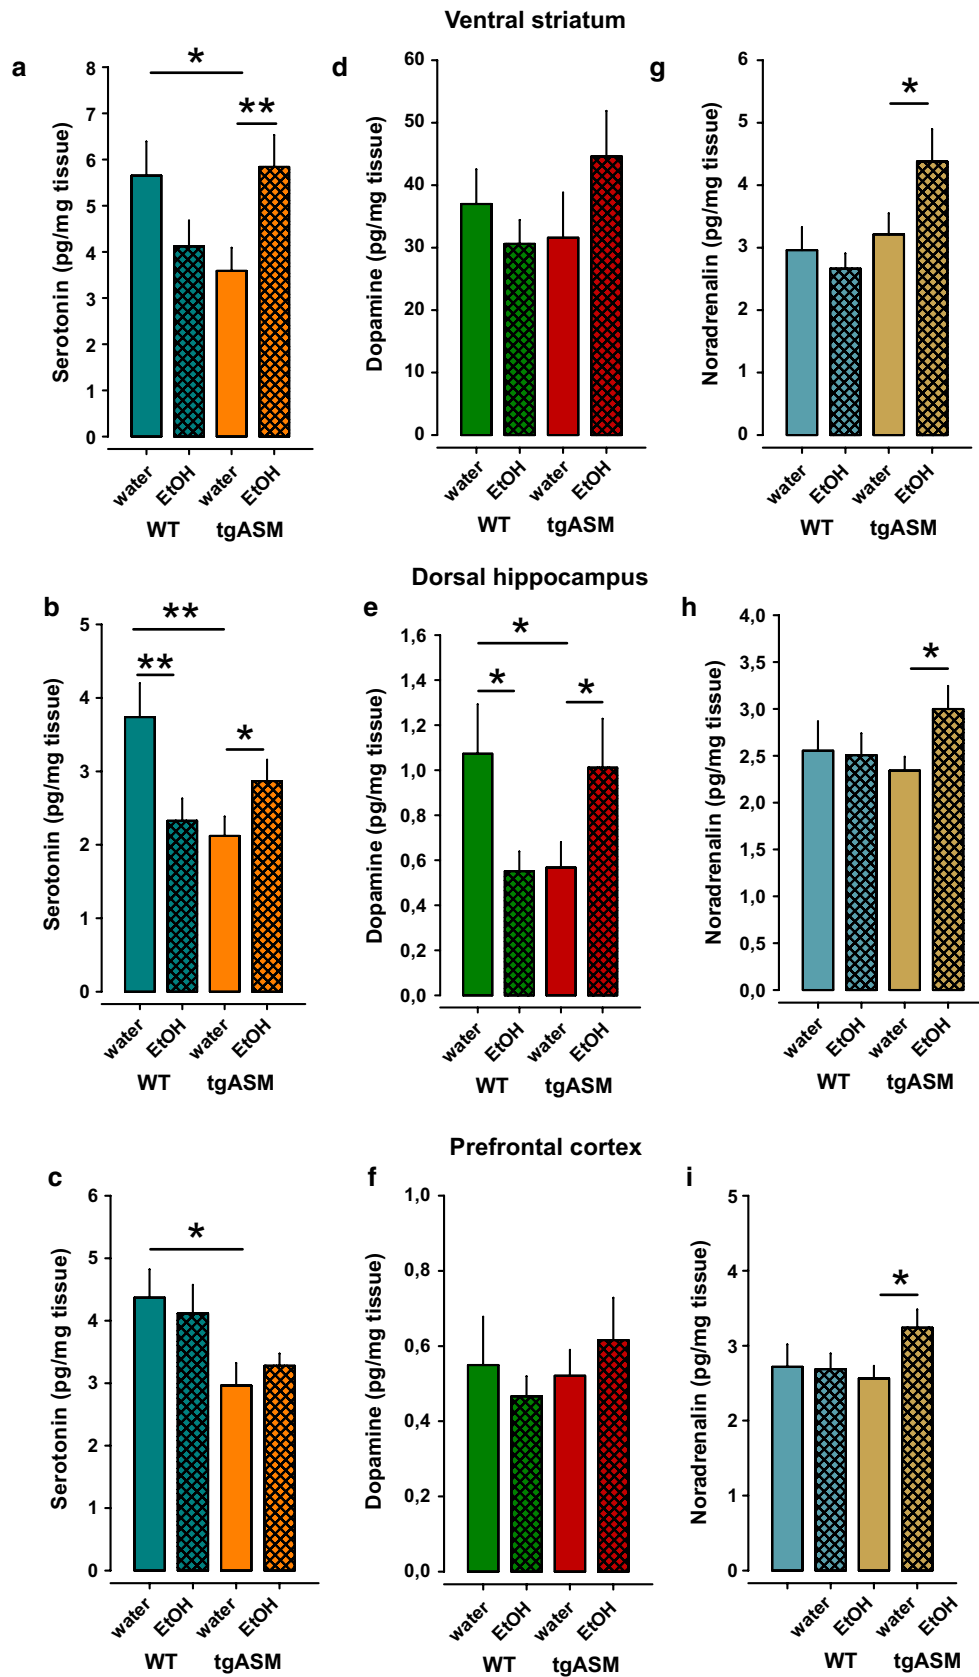 Ventral striatum
a
Serotonin (pg/mg tissue)
8
7
6
5
4
3
2
1
0
*
**
water
EtOH
water
EtOH
WT
tgASM
d
Dopamine (pg/mg tissue)
60
50
40
30
20
10
0
water
EtOH
water
EtOH
WT
tgASM
g
Noradrenalin (pg/mg tissue)
6
5
4
3
2
1
0
*
water
EtOH
water
EtOH
WT
tgASM
Dorsal hippocampus
b
Serotonin (pg/mg tissue)
5
4
3
2
1
0
**
**
*
water
EtOH
water
EtOH
WT
tgASM
e
Dopamine (pg/mg tissue)
1,6
1,4
1,2
1,0
0,8
0,6
0,4
0,2
0,0
*
*
*
water
EtOH
water
EtOH
WT
tgASM
h
Noradrenalin (pg/mg tissue)
4,0
3,5
3,0
2,5
2,0
1,5
1,0
0,5
0,0
*
water
EtOH
water
EtOH
WT
tgASM
Prefrontal cortex
c
Serotonin (pg/mg tissue)
6
5
4
3
2
1
0
*
water
EtOH
water
EtOH
WT
tgASM
f
Dopamine (pg/mg tissue)
1,0
0,8
0,6
0,4
0,2
0,0
water
EtOH
water
EtOH
WT
tgASM
i
Noradrenalin (pg/mg tissue)
5
4
3
2
1
0
*
water
EtOH
water
EtOH
WT
tgASM